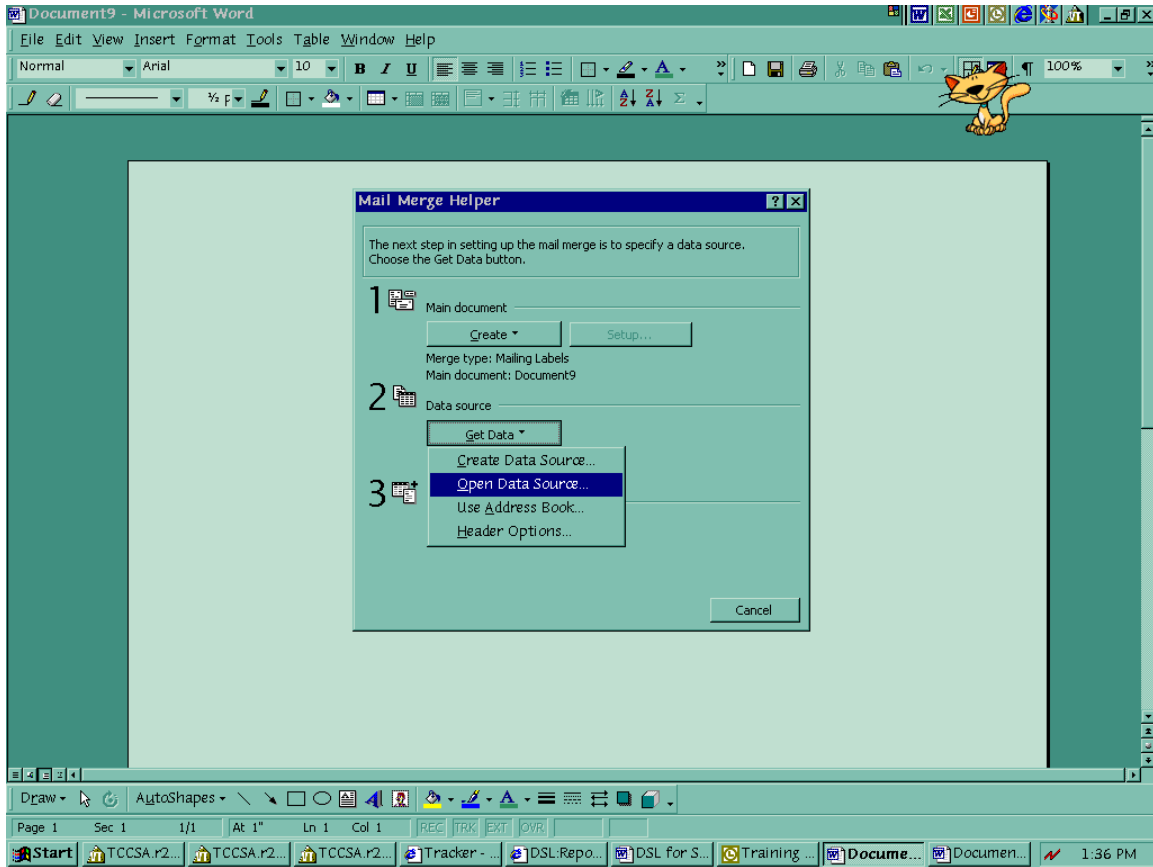 Document9 - Microsoft Word
File Edit View Insert Format Tools Table Window Help
Normal Arial 10 B I U ¶ 100%
Draw AutoShapes
Mail Merge Helper
The next step in setting up the mail merge is to specify a data source.
Choose the Get Data button.
1 Main document
Create Setup...
Merge type: Mailing Labels
Main document: Document9
2 Data source
Get Data
Create Data Source...
3 Open Data Source...
Use Address Book...
Header Options...
Cancel
Page 1 Sec 1 1/1 At 1" Ln 1 Col 1 REC TRK EXT OVR
Start TCCSA.r2... TCCSA.r2... TCCSA.r2... Tracker - ... DSL:Repo... DSL for S... Training ... Docume... Documen... 1:36 PM